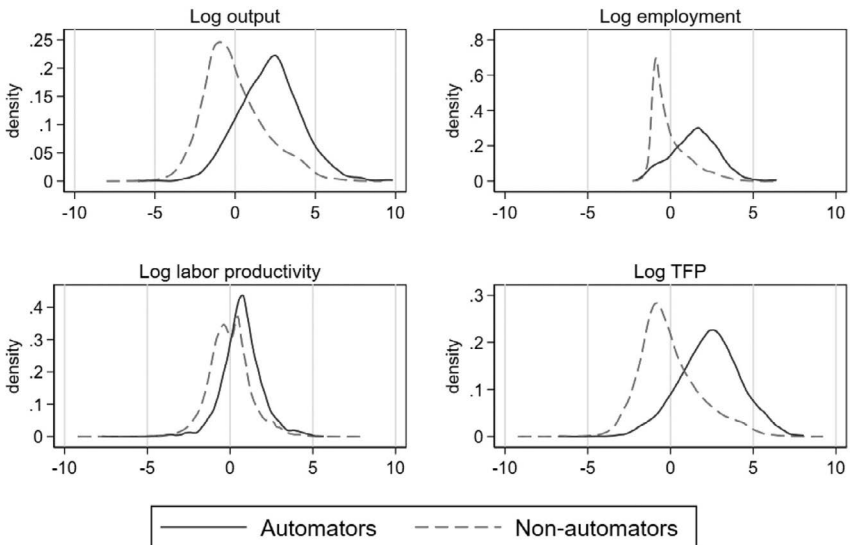 Log output
density
.25
.2
.15
.1
.05
0
-10 -5 0 5 10
Log employment
density
.8
.6
.4
.2
0
-10 -5 0 5 10
Log labor productivity
density
.4
.3
.2
.1
0
-10 -5 0 5 10
Log TFP
density
.3
.2
.1
0
-10 -5 0 5 10
Automators Non-automators